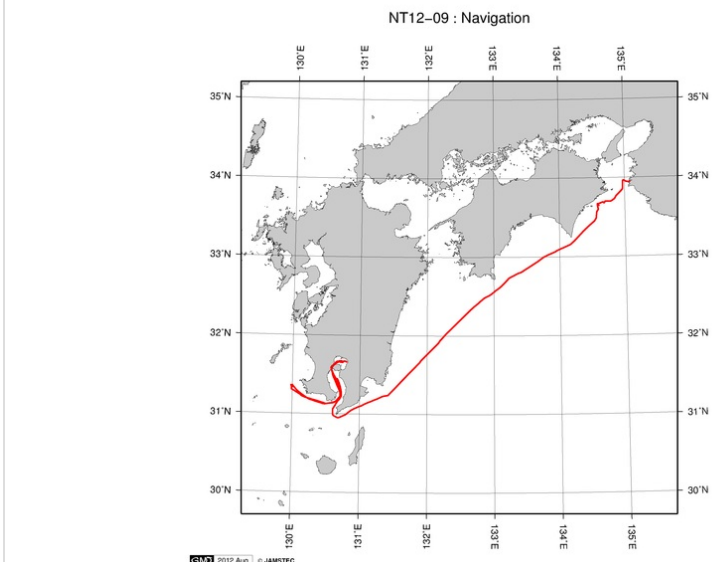 NT12−09 : Navigation
130˚E 131˚E 132˚E 133˚E 134˚E 135˚E
35˚N 35˚N
34˚N 34˚N
33˚N 33˚N
32˚N 32˚N
31˚N 31˚N
30˚N 30˚N
130˚E 131˚E 132˚E 133˚E 134˚E 135˚E
GMD 2012 Aug © JAMSTEC